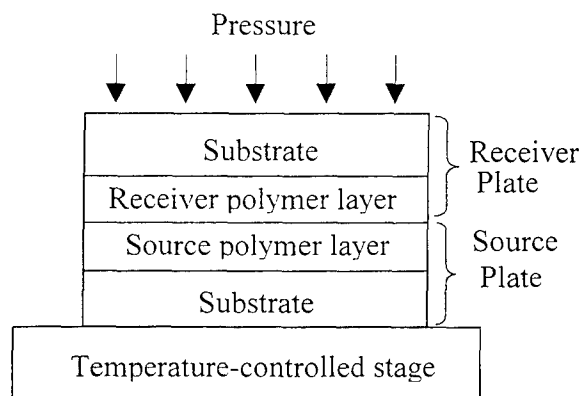 Pressure
Substrate
Receiver polymer layer
Receiver
Plate
Source polymer layer
Substrate
Source
Plate
Temperature-controlled stage